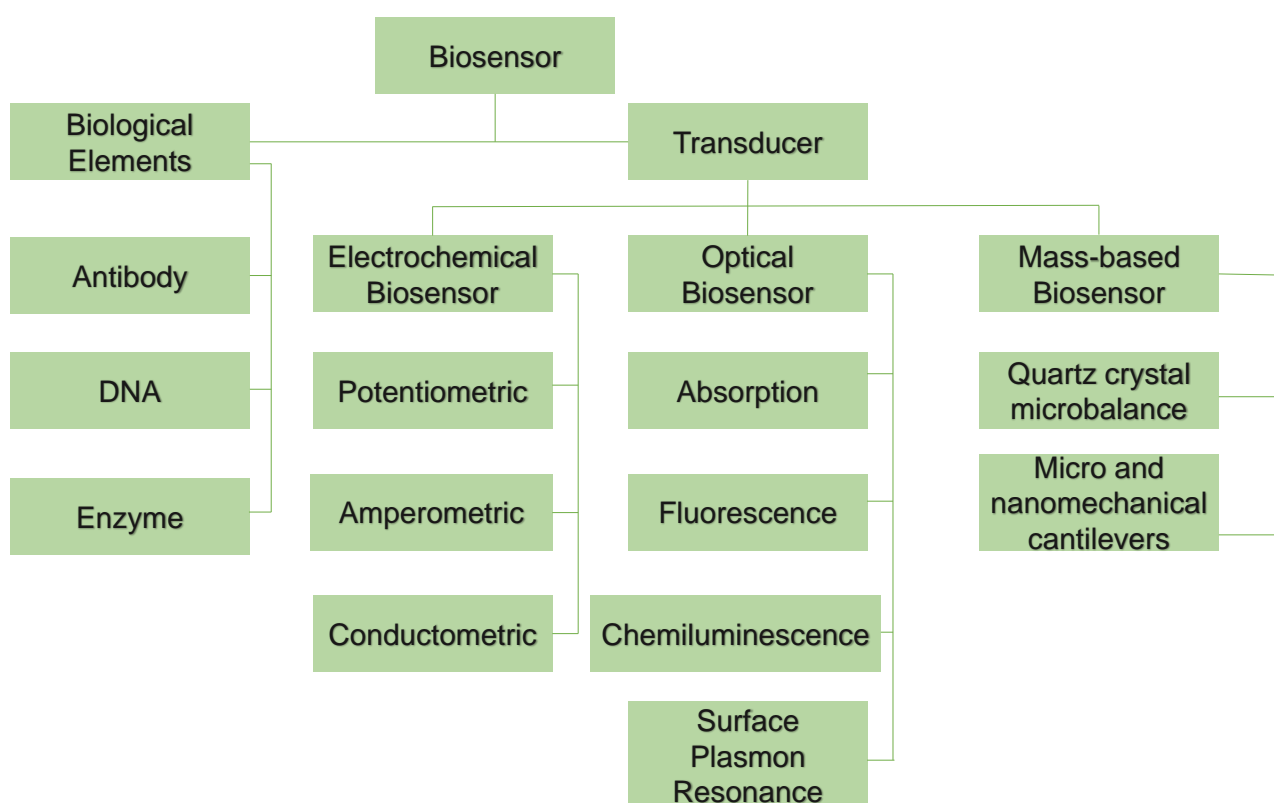 Biosensor
Biological
Elements
Transducer
Antibody
DNA
Enzyme
Electrochemical
Biosensor
Potentiometric
Amperometric
Conductometric
Optical
Biosensor
Absorption
Fluorescence
Chemiluminescence
Surface
Plasmon
Resonance
Mass-based
Biosensor
Quartz crystal
microbalance
Micro and
nanomechanical
cantilevers